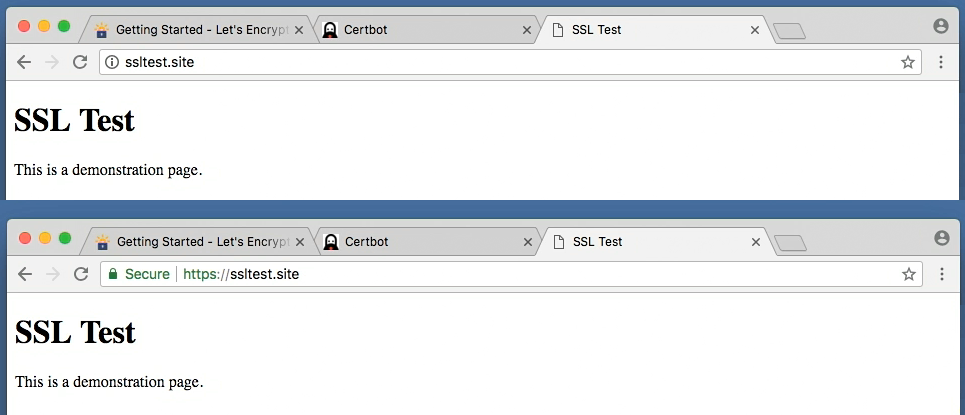 Getting Started - Let's Encrypt Certbot SSL Test
ssltest.site
SSL Test
This is a demonstration page.
Getting Started - Let's Encrypt Certbot SSL Test
Secure https://ssltest.site
SSL Test
This is a demonstration page.